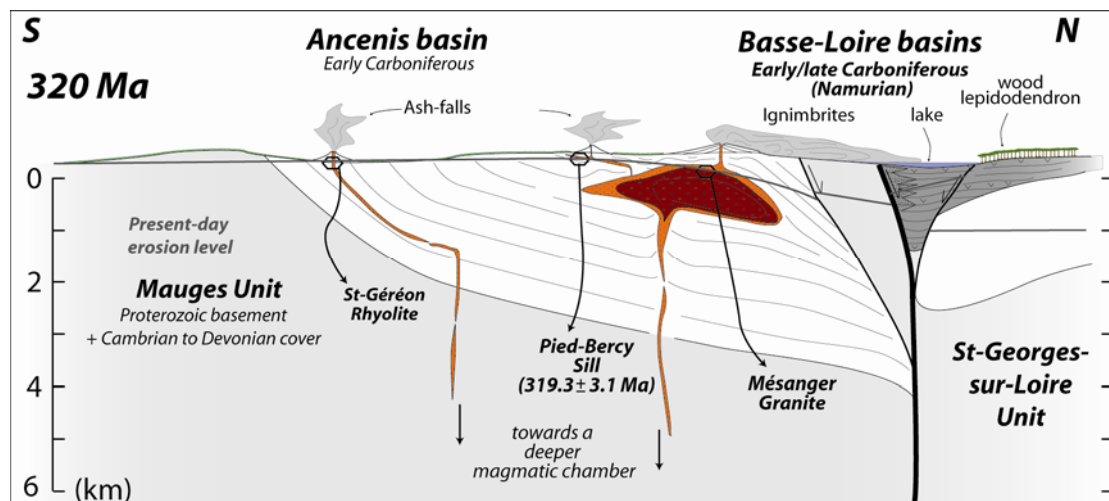 S
N
320 Ma
Ancenis basin
Early Carboniferous
Basse-Loire basins
Early/late Carboniferous
(Namurian)
Ash-falls
Ignimbrites
lake
wood
lepidodendron
0
2
4
6 (km)
Present-day
erosion level
Mauges Unit
Proterozoic basement
+ Cambrian to Devonian cover
St-Géréon
Rhyolite
Pied-Bercy
Sill
(319.3± 3.1 Ma)
Mésanger
Granite
towards a
deeper
magmatic chamber
St-Georges-
sur-Loire
Unit